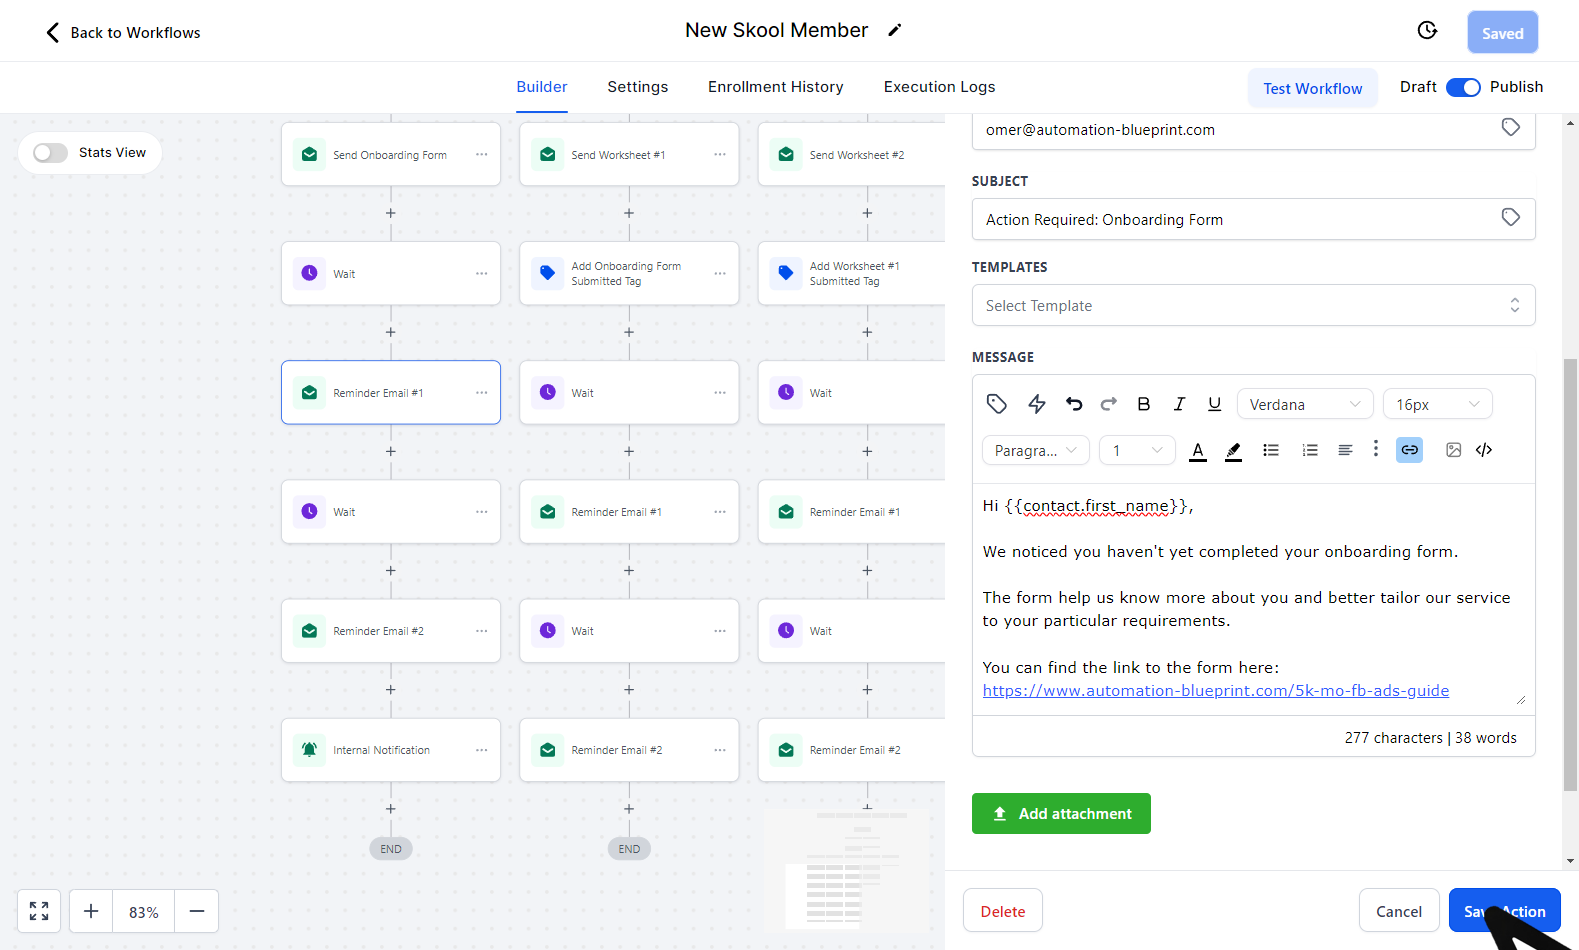 Back to Workflows
New Skool Member
Saved
Builder
Settings
Enrollment History
Execution Logs
Test Workflow
Draft
Publish
Stats View
Send Onboarding Form
Send Worksheet #1
Send Worksheet #2
Wait
Add Onboarding Form
Submitted Tag
Add Worksheet #1
Submitted Tag
Reminder Email #1
Wait
Wait
Wait
Reminder Email #1
Reminder Email #1
Reminder Email #2
Wait
Wait
Internal Notification
Reminder Email #2
Reminder Email #2
END
END
83%
omer@automation-blueprint.com
SUBJECT
Action Required: Onboarding Form
TEMPLATES
Select Template
MESSAGE
B I U Verdana 16px
Paragra... 1 A
Hi {{contact.first_name}},
We noticed you haven't yet completed your onboarding form.
The form help us know more about you and better tailor our service
to your particular requirements.
You can find the link to the form here:
https://www.automation-blueprint.com/5k-mo-fb-ads-guide
277 characters | 38 words
Add attachment
Delete
Cancel
Action